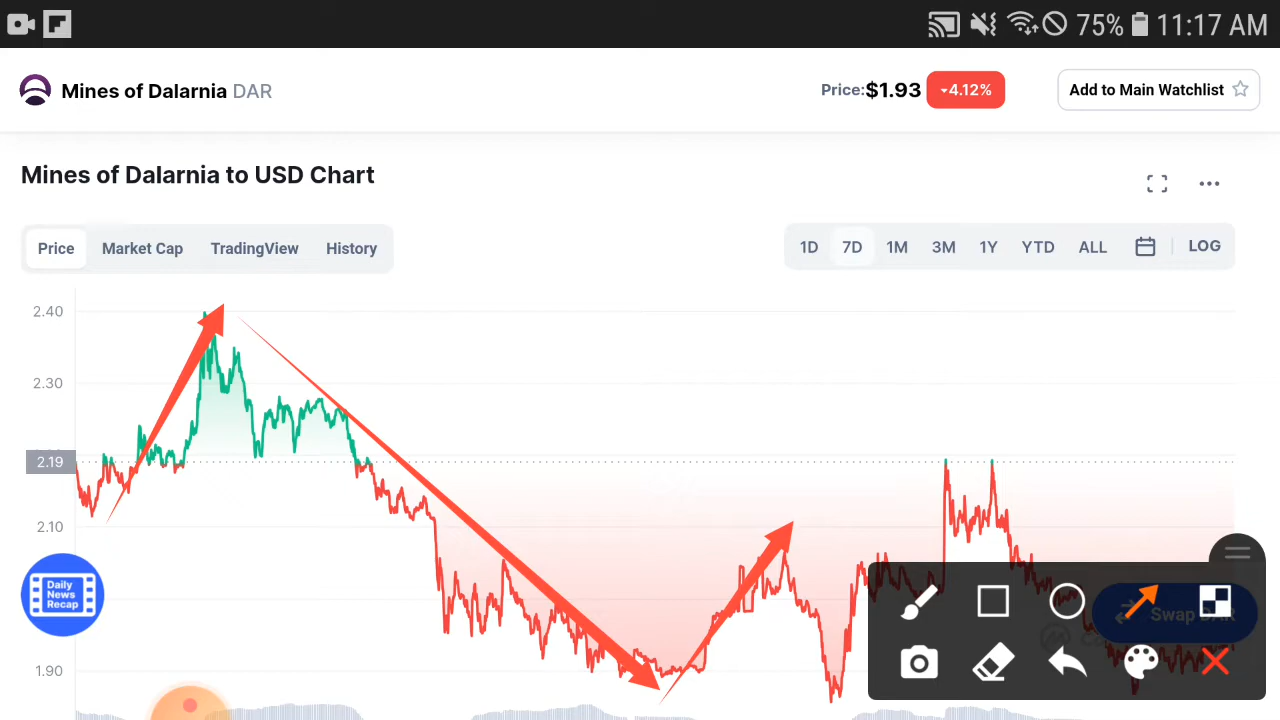 75% 11:17 AM
Mines of Dalarnia DAR
Price: $1.93 4.12%
Add to Main Watchlist
Mines of Dalarnia to USD Chart
Price Market Cap TradingView History
1D 7D 1M 3M 1Y YTD ALL LOG
2.40
2.30
2.19
2.10
1.90
Daily
News
Recap
Swap DAR